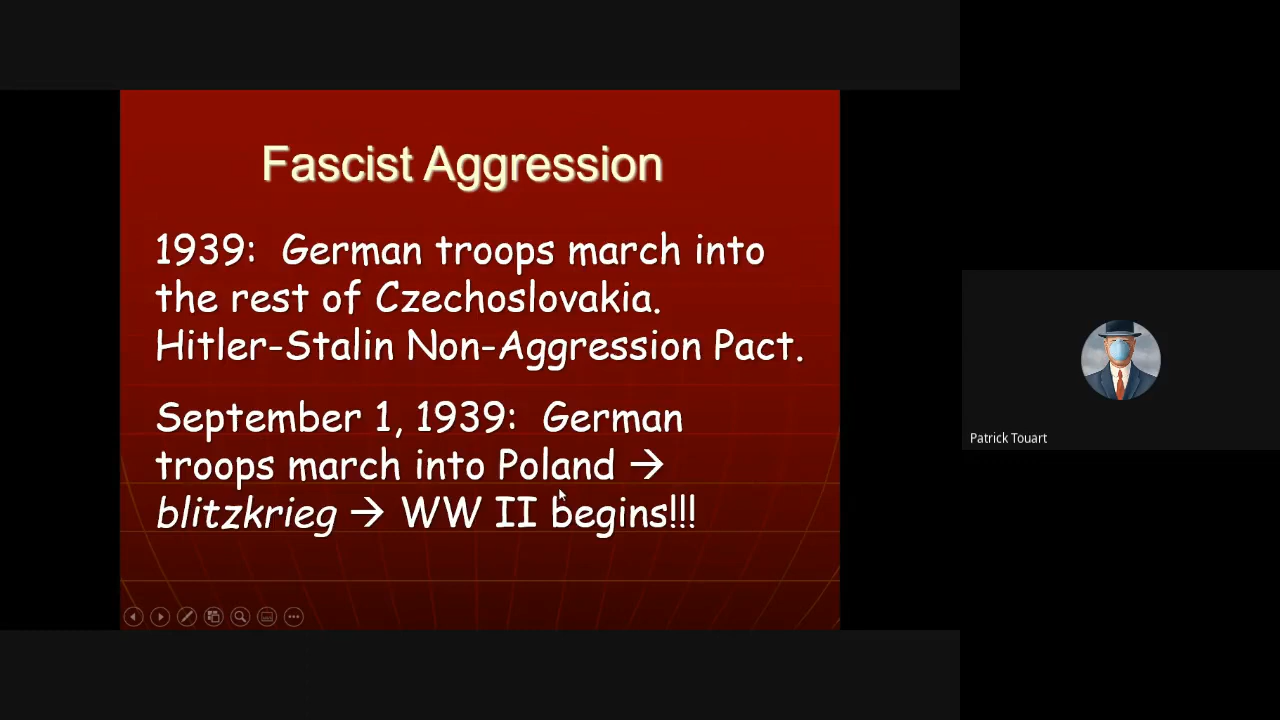 Fascist Aggression
1939: German troops march into
the rest of Czechoslovakia.
Hitler-Stalin Non-Aggression Pact.
September 1, 1939: German
troops march into Poland →
blitzkrieg → WW II begins!!!
Patrick Touart